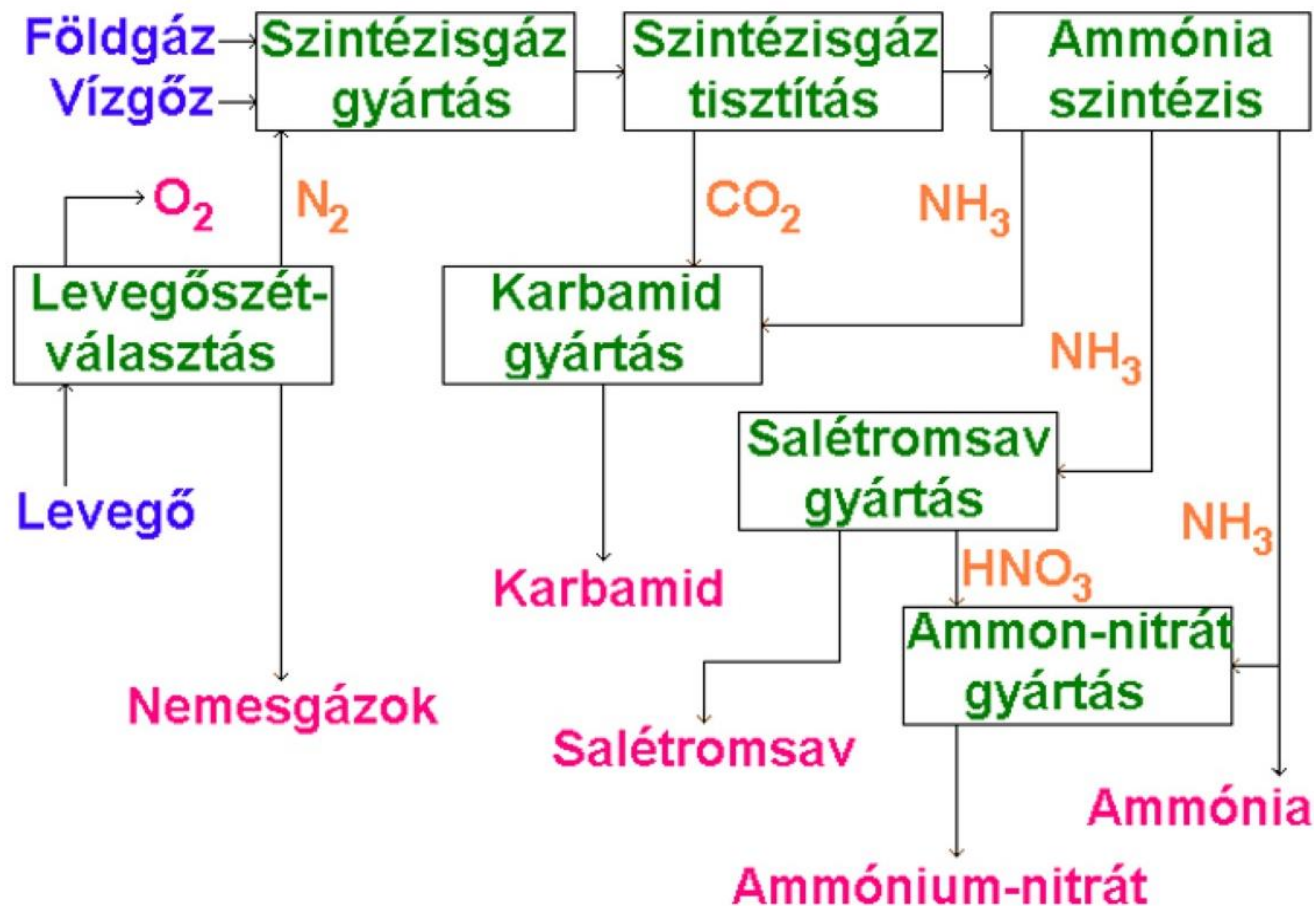 Földgáz
Vízgőz
Szintézisgáz
gyártás
Szintézisgáz
tisztítás
Ammónia
szintézis
O₂
N₂
CO₂
NH₃
Levegőszét-
választás
Karbamid
gyártás
NH₃
Salétromsav
gyártás
Levegő
NH₃
Karbamid
HNO₃
Ammon-nitrát
gyártás
Nemesgázok
Salétromsav
Ammónia
Ammónium-nitrát